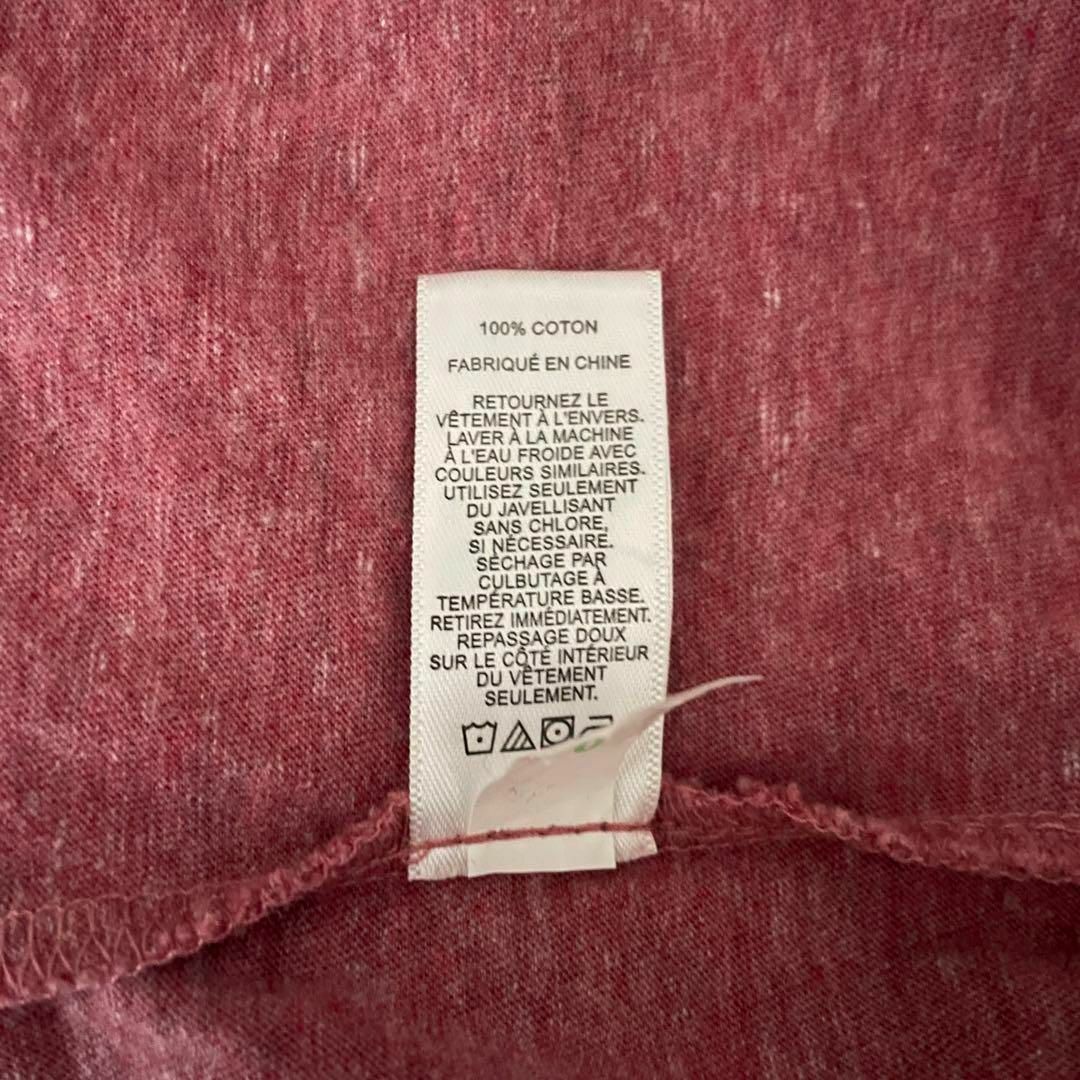 100% COTON
FABRIQUÉ EN CHINE
RETOURNEZ LE
VÊTEMENT À L'ENVERS.
LAVER À LA MACHINE
À L'EAU FROIDE AVEC
COULEURS SIMILAIRES.
UTILISEZ SEULEMENT
DU JAVELLISANT
SANS CHLORE,
SI NÉCESSAIRE.
SÉCHAGE PAR
CULBUTAGE À
TEMPÉRATURE BASSE.
RETIREZ IMMÉDIATEMENT.
REPASSAGE DOUX
SUR LE CÔTÉ INTÉRIEUR
DU VÊTEMENT
SEULEMENT.